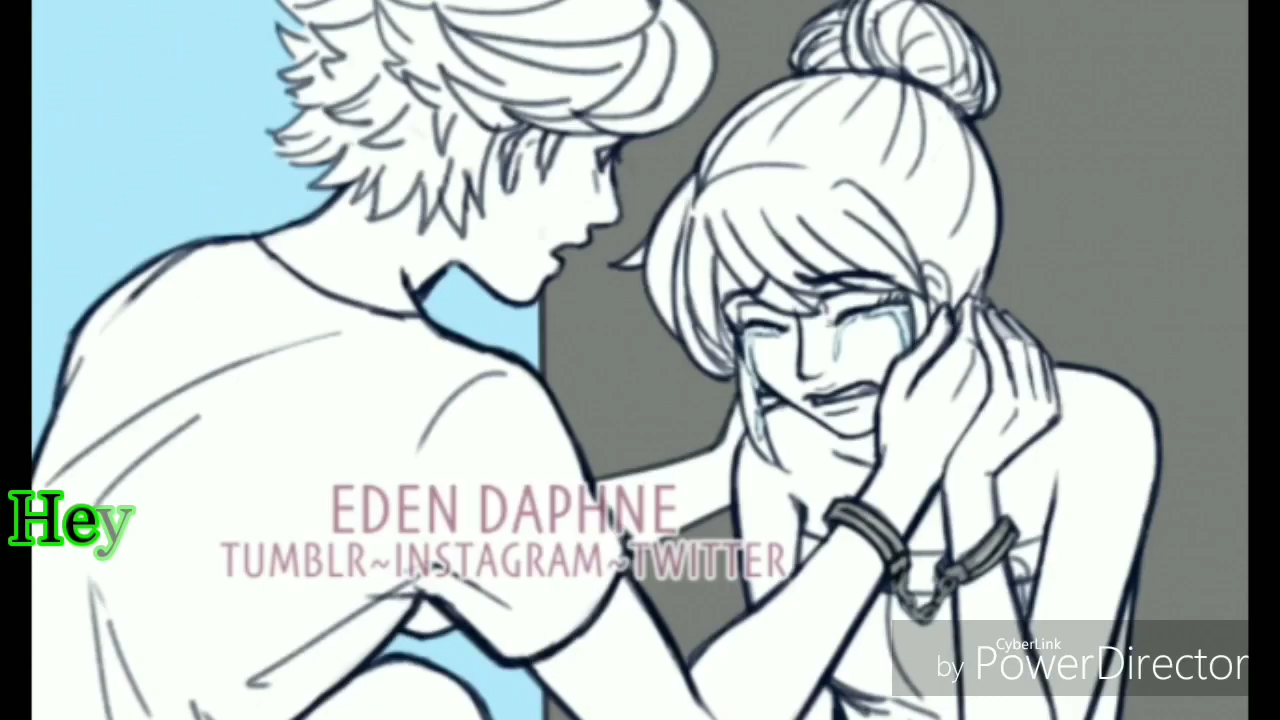 Hey
EDEN DAPHNE
TUMBLR~INSTAGRAM~TWITTER
CyberLink
by PowerDirector